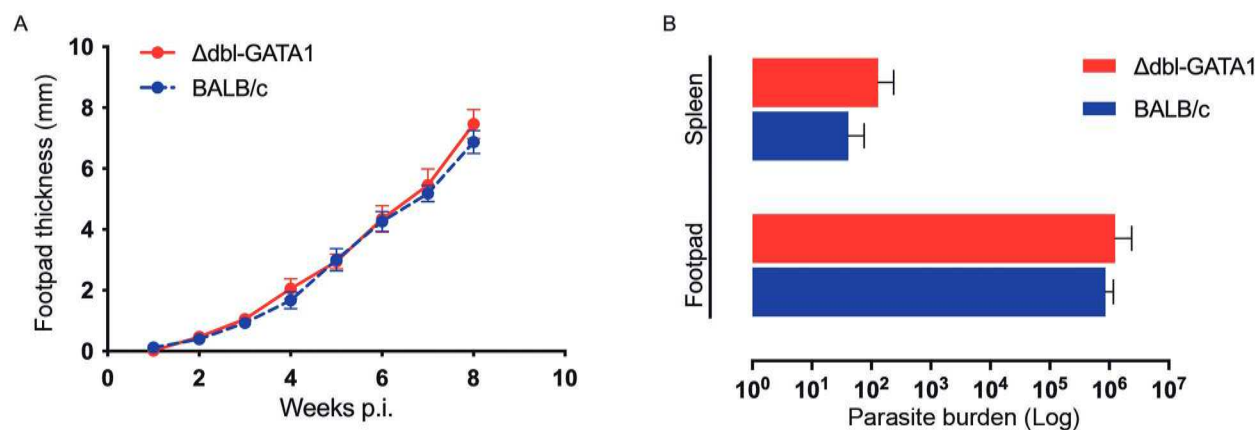 A
Footpad thickness (mm)
10
8
6
4
2
0
Δdbl-GATA1
BALB/c
0 2 4 6 8 10
Weeks p.i.
B
Spleen
Footpad
Δdbl-GATA1
BALB/c
10⁰ 10¹ 10² 10³ 10⁴ 10⁵ 10⁶ 10⁷
Parasite burden (Log)